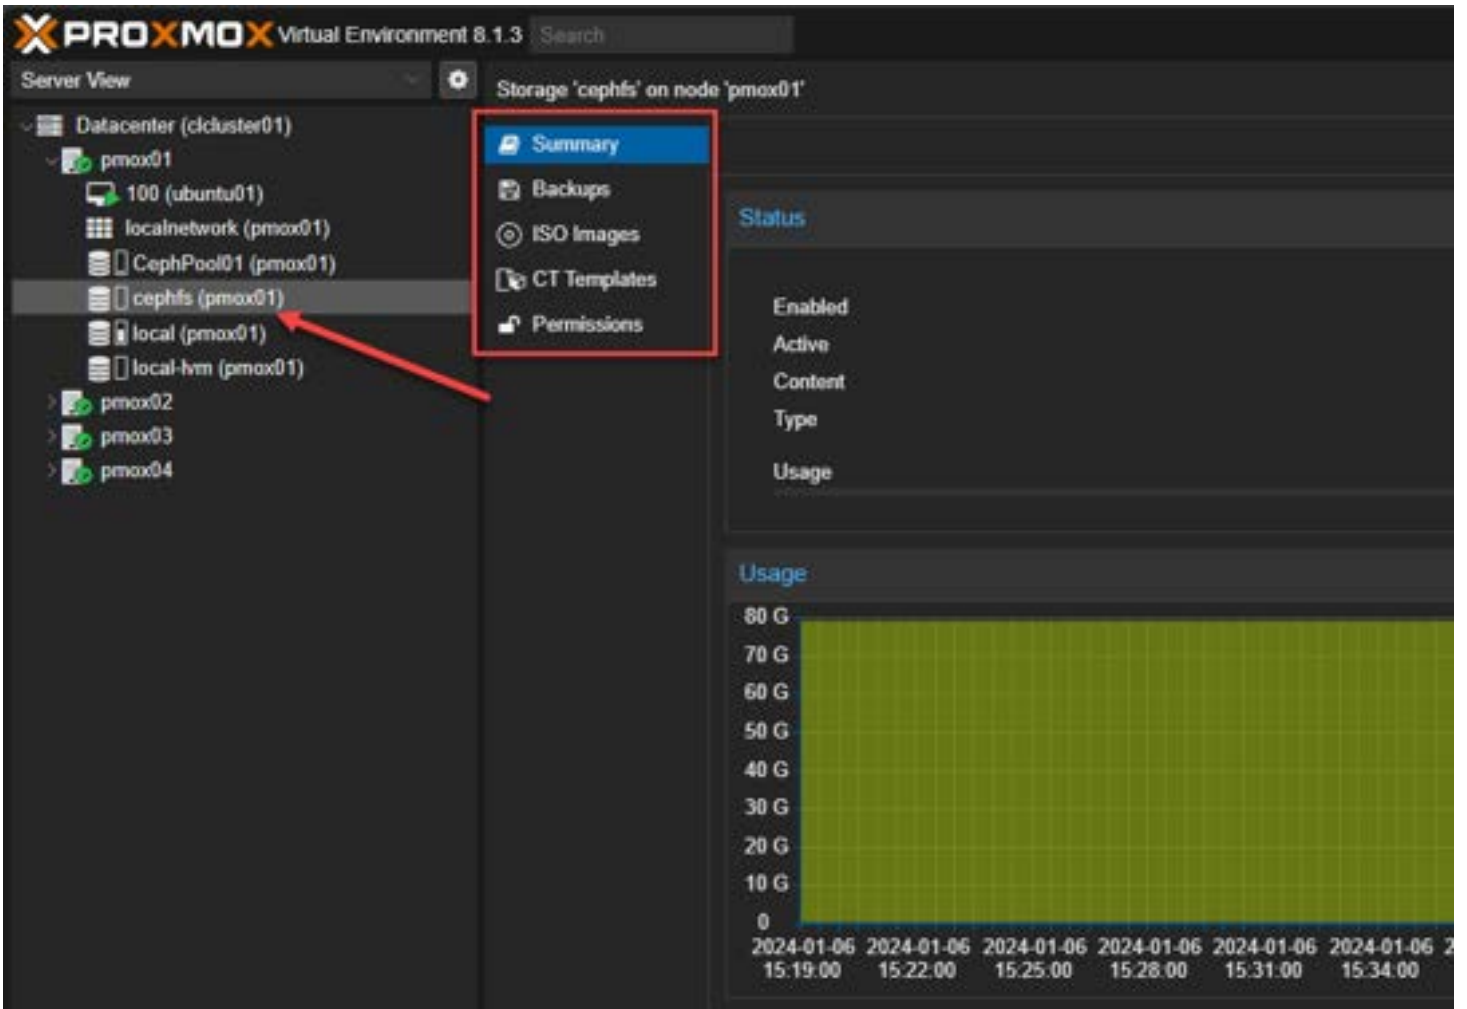 PROXMOX Virtual Environment 8.1.3 Search
Server View
Storage 'cephfs' on node 'pmox01'
Datacenter (clcluster01)
pmox01
100 (ubuntu01)
localnetwork (pmox01)
CephPool01 (pmox01)
cephfs (pmox01)
local (pmox01)
local-lvm (pmox01)
pmox02
pmox03
pmox04
Summary
Backups
ISO Images
CT Templates
Permissions
Status
Enabled
Active
Content
Type
Usage
Usage
80 G
70 G
60 G
50 G
40 G
30 G
20 G
10 G
0
2024-01-06 2024-01-06 2024-01-06 2024-01-06 2024-01-06 2024-01-06 2
15:19:00 15:22:00 15:25:00 15:28:00 15:31:00 15:34:00